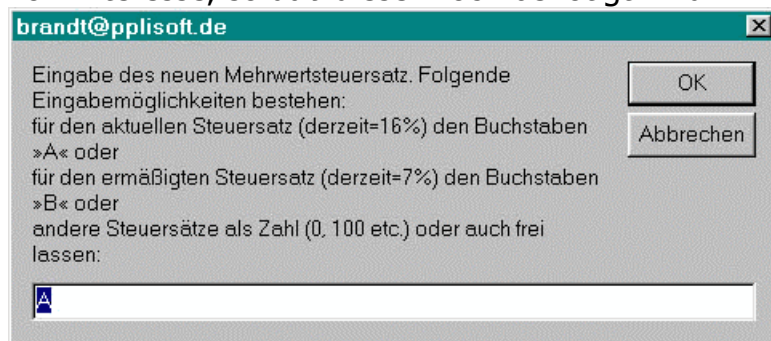 brandt@pplisoft.de
Eingabe des neuen Mehrwertsteuersatz. Folgende
Eingabemöglichkeiten bestehen:
für den aktuellen Steuersatz (derzeit=16%) den Buchstaben
»A« oder
für den ermäßigten Steuersatz (derzeit=7%) den Buchstaben
»B« oder
andere Steuersätze als Zahl (0, 100 etc.) oder auch frei
lassen:
OK
Abbrechen
A